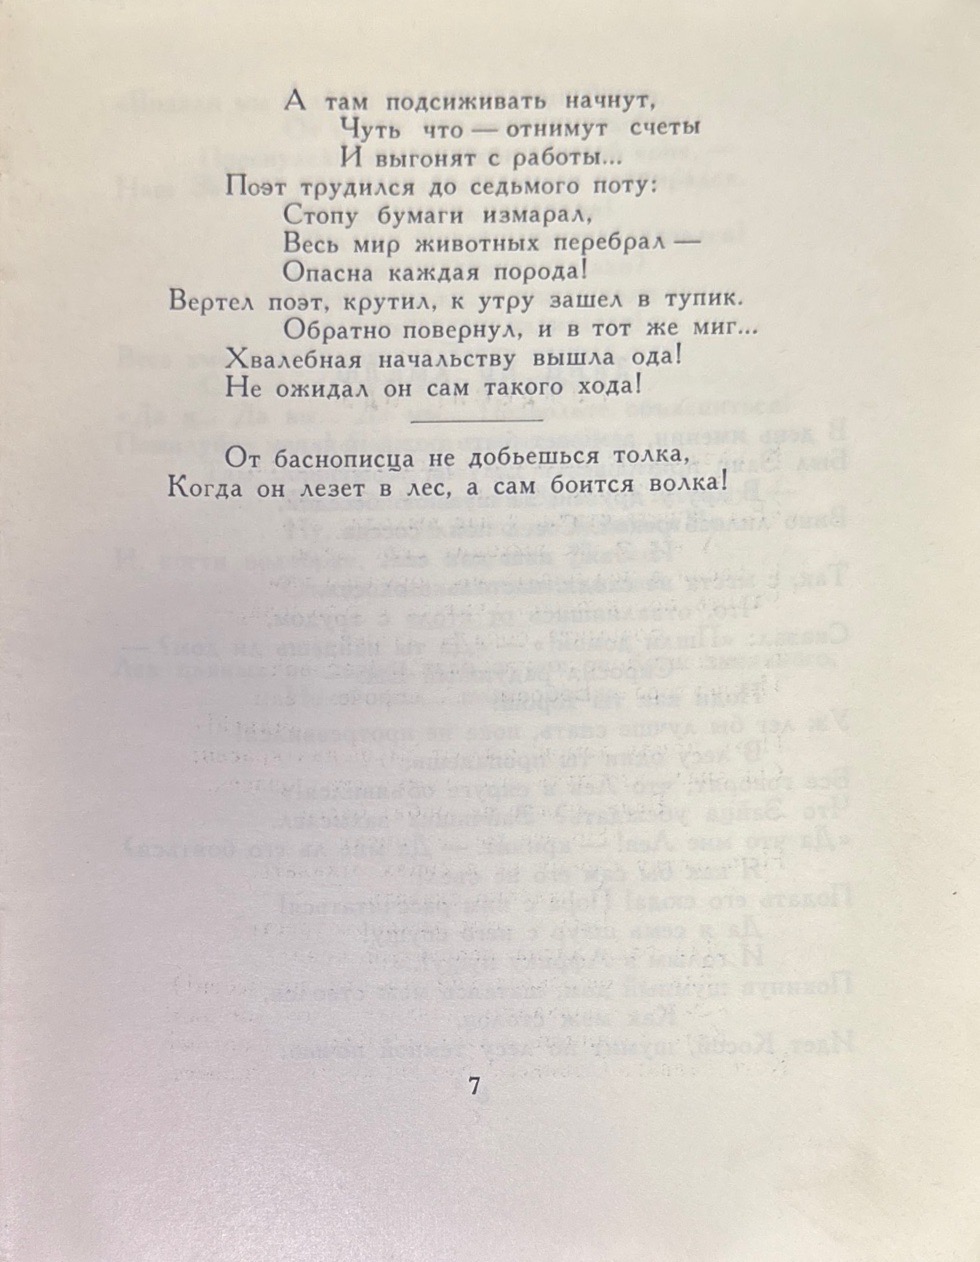 А там подсиживать начнут,
Чуть что — отнимут счеты
И выгонят с работы...
Поэт трудился до седьмого поту:
Стопу бумаги измарал,
Весь мир животных перебрал —
Опасна каждая порода!
Вертел поэт, крутил, к утру зашел в тупик.
Обратно повернул, и в тот же миг...
Хвалебная начальству вышла ода!
Не ожидал он сам такого хода!
От баснописца не добьешься толка,
Когда он лезет в лес, а сам боится волка!
7